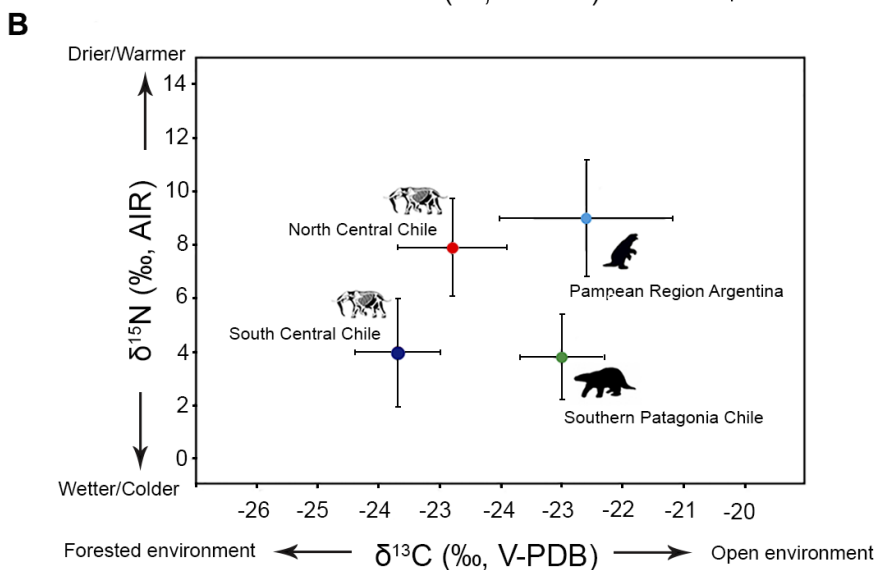 B
Drier/Warmer
14
12
10
8
6
4
2
0
δ15N (‰, AIR)
Wetter/Colder
North Central Chile
South Central Chile
Pampean Region Argentina
Southern Patagonia Chile
-26 -25 -24 -23 -24 -23 -22 -21 -20
Forested environment δ13C (‰, V-PDB) Open environment